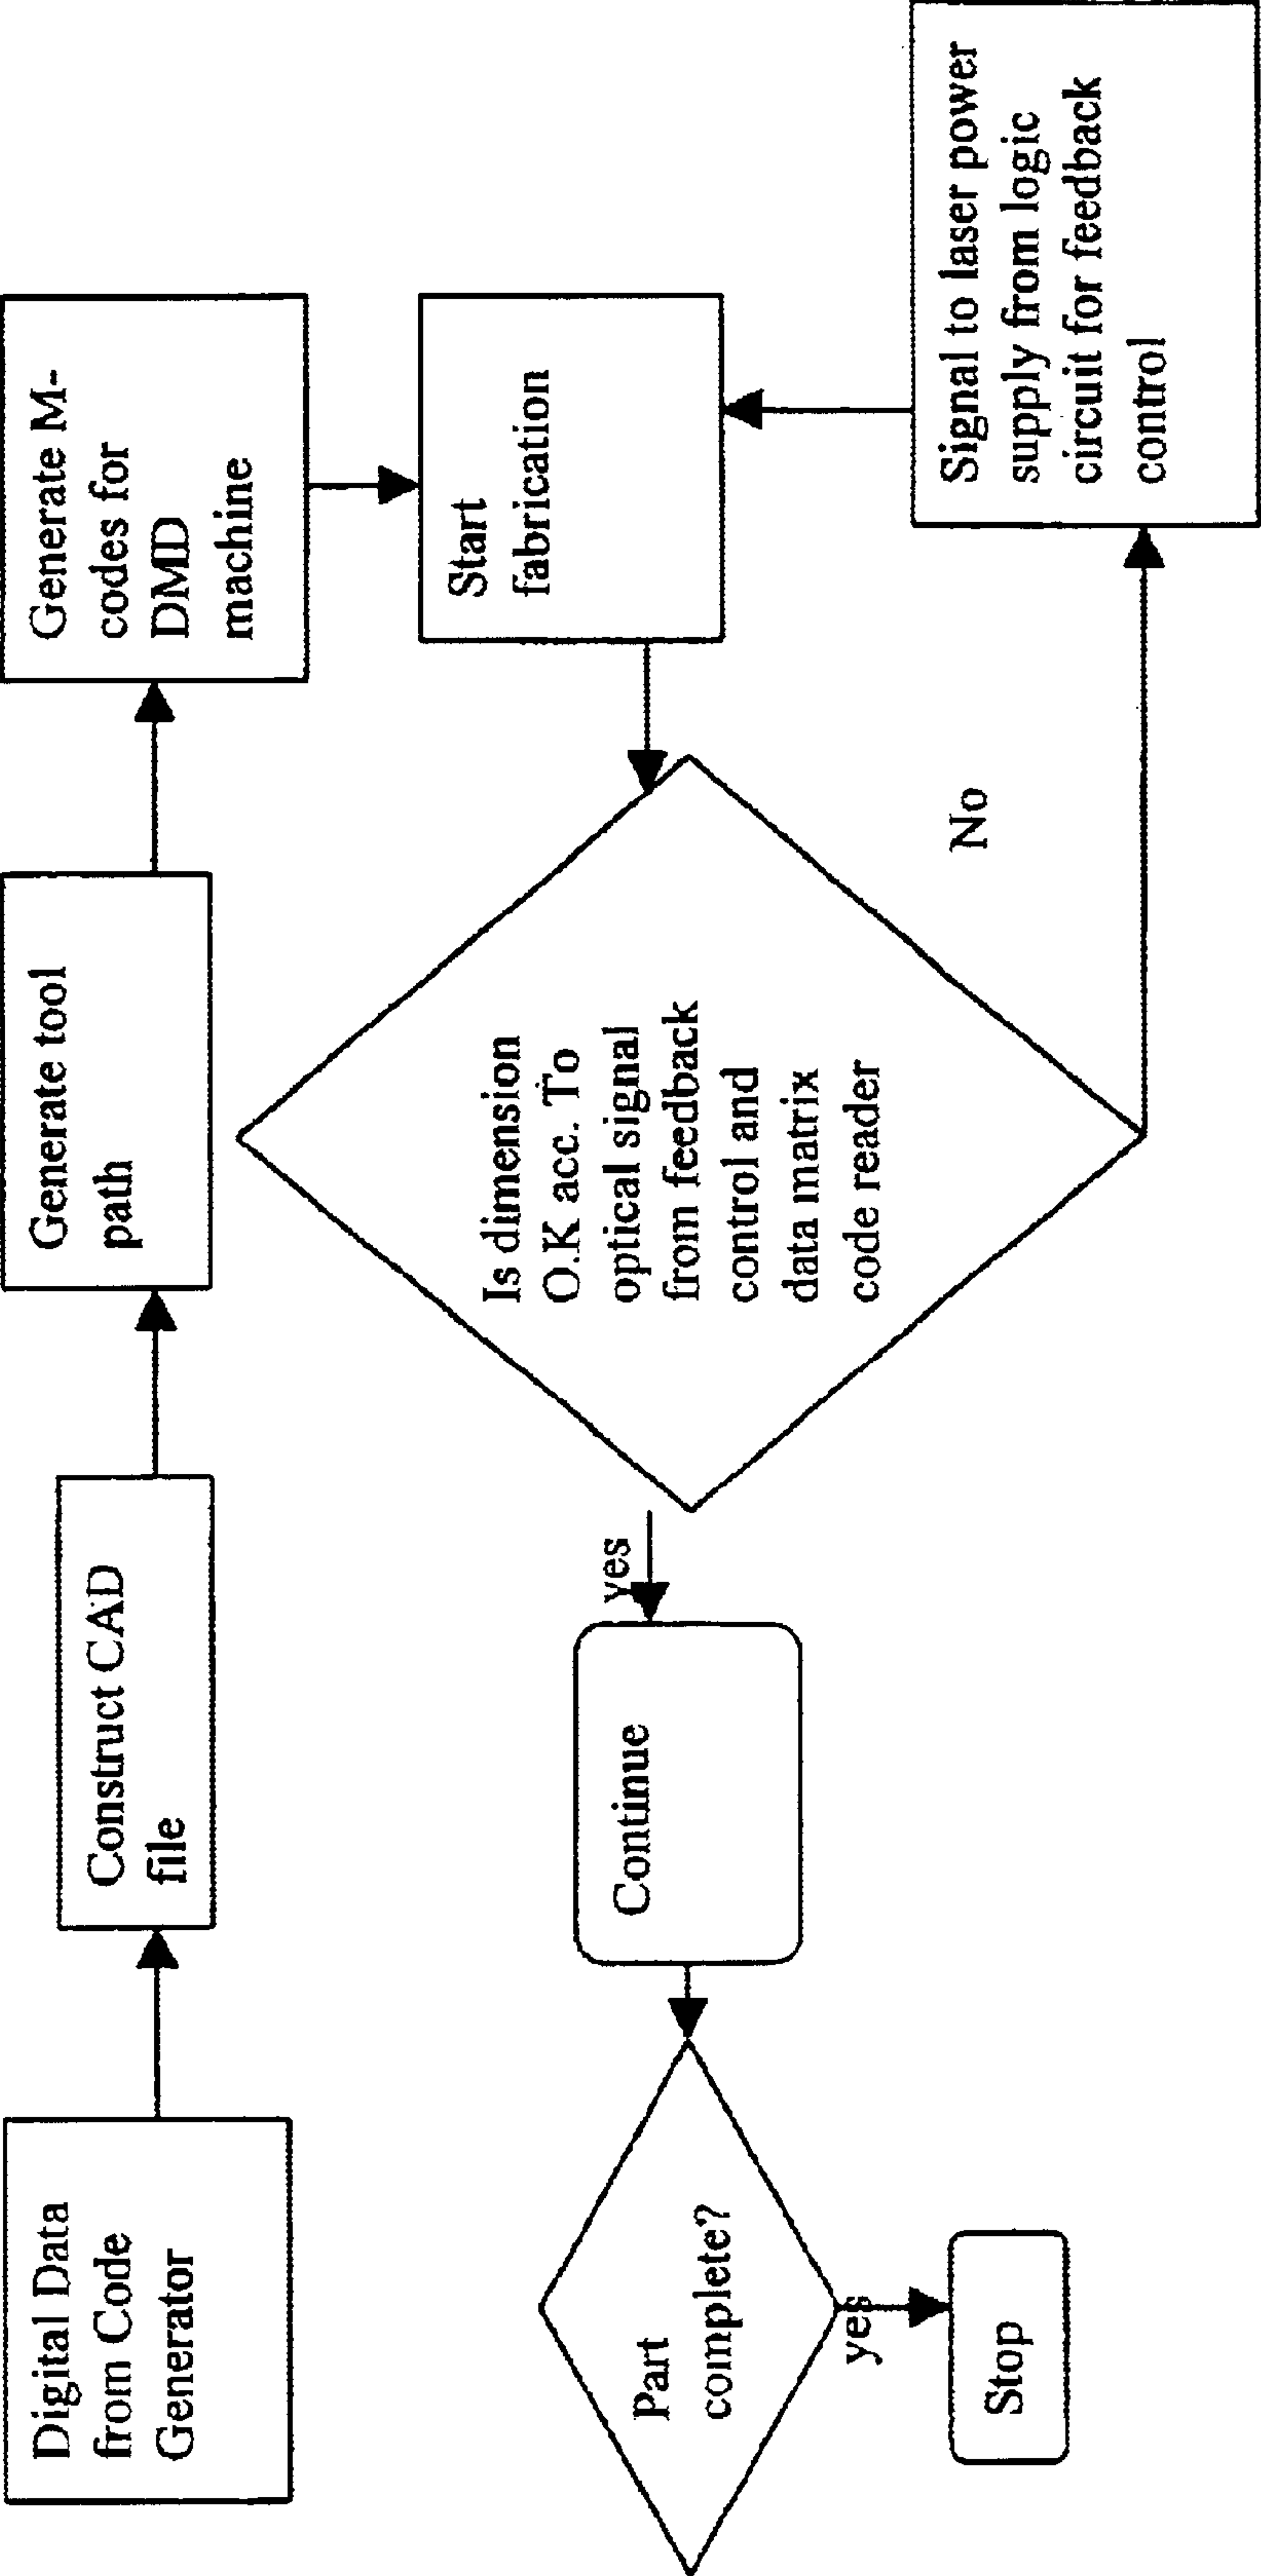 Digital Data
from Code
Generator
Construct CAD
file
Generate tool
path
Generate M-
codes for
DMD
machine
Start
fabrication
Is dimension
O.K acc. To
optical signal
from feedback
control and
data matrix
code reader
No
Signal to laser power
supply from logic
circuit for feedback
control
yes
Continue
Part
complete?
yes
Stop